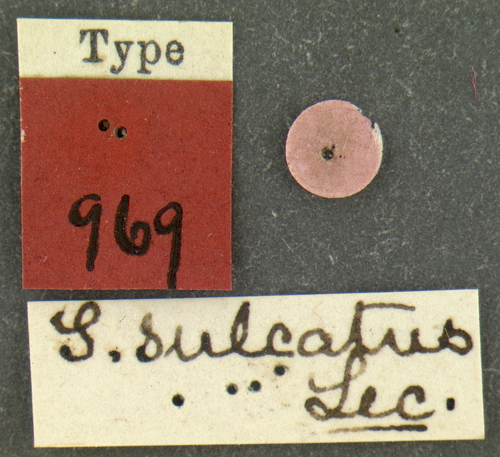 Type
969
S. sulcatus
Lec.